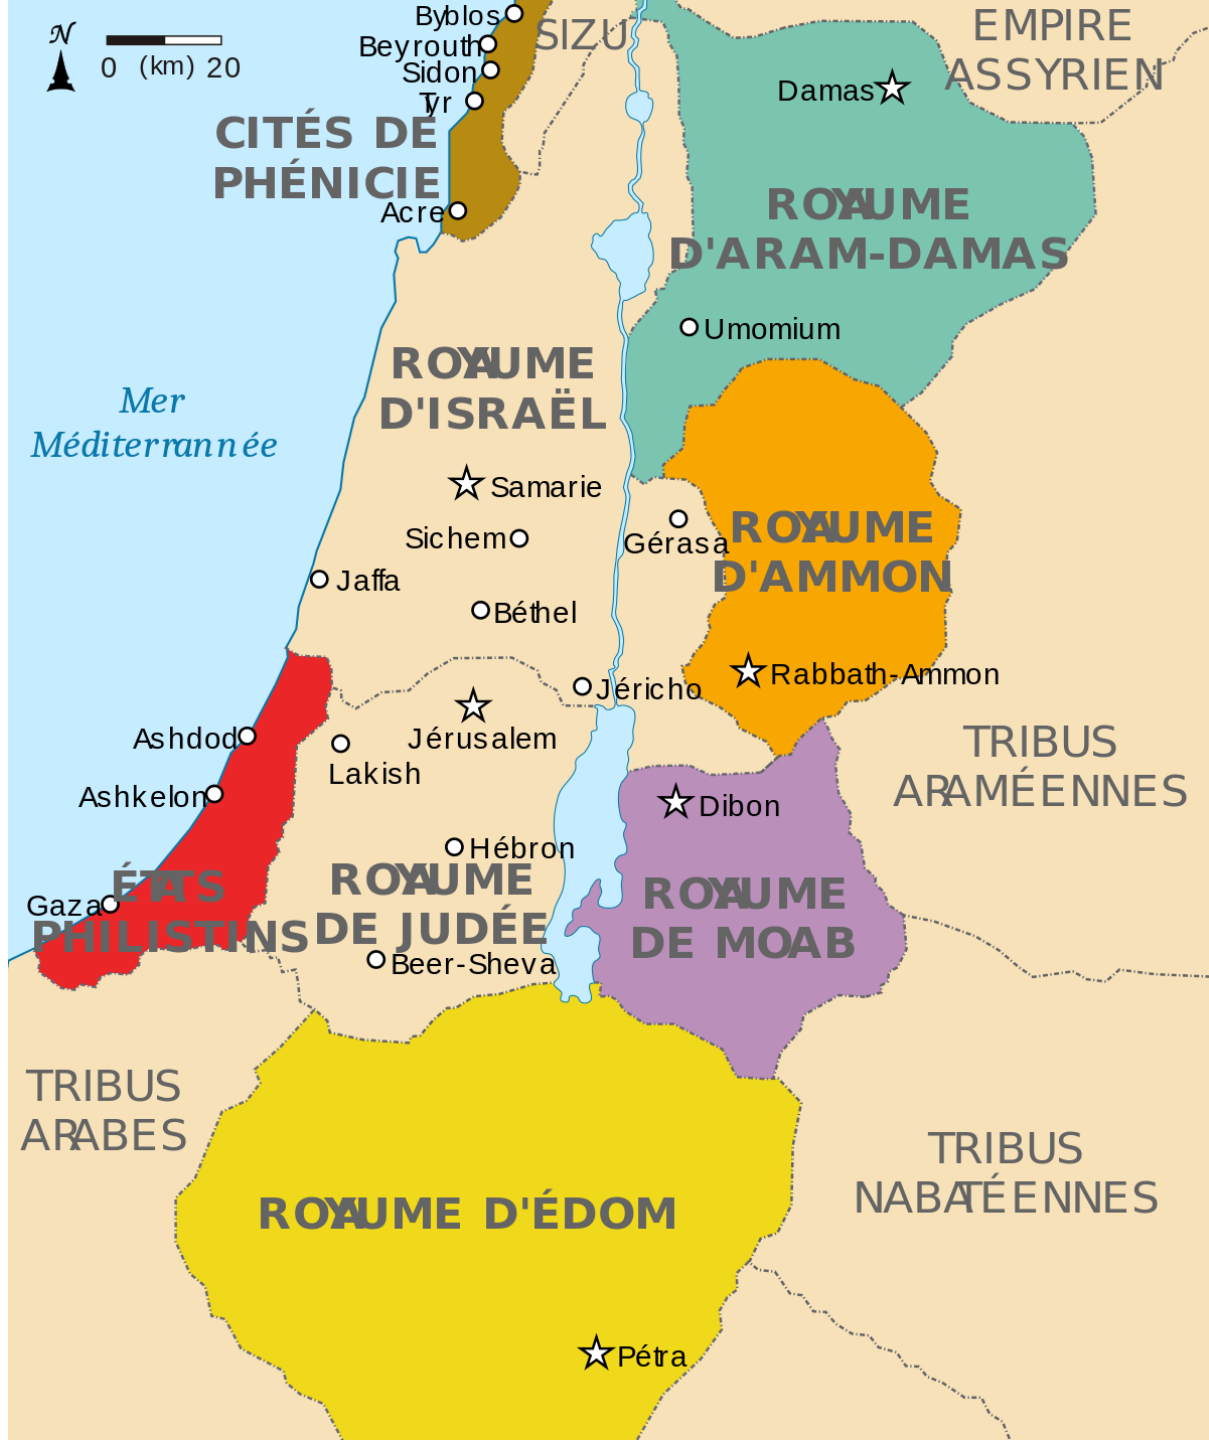 Byblos
SIZU
EMPIRE
ASSYRIEN
N
0 (km) 20
Beyrouth
Sidon
Tyr
Damas
CITÉS DE
PHÉNICIE
Acre
ROYAUME
D'ARAM-DAMAS
Umomium
ROYAUME
D'ISRAËL
Mer
Méditerrannée
Samarie
Sichem
Gérasa
ROYAUME
D'AMMON
Jaffa
Béthel
Rabbath-Ammon
Jéricho
Jérusalem
Ashdod
Lakish
TRIBUS
ARAMÉENNES
Ashkelon
Dibon
Hébron
ROYAUME
DE JUDÉE
ROYAUME
DE MOAB
ÉTATS
PHILISTINS
Gaza
Beer-Sheva
TRIBUS
ARABES
TRIBUS
NABATÉENNES
ROYAUME D'ÉDOM
Pétra